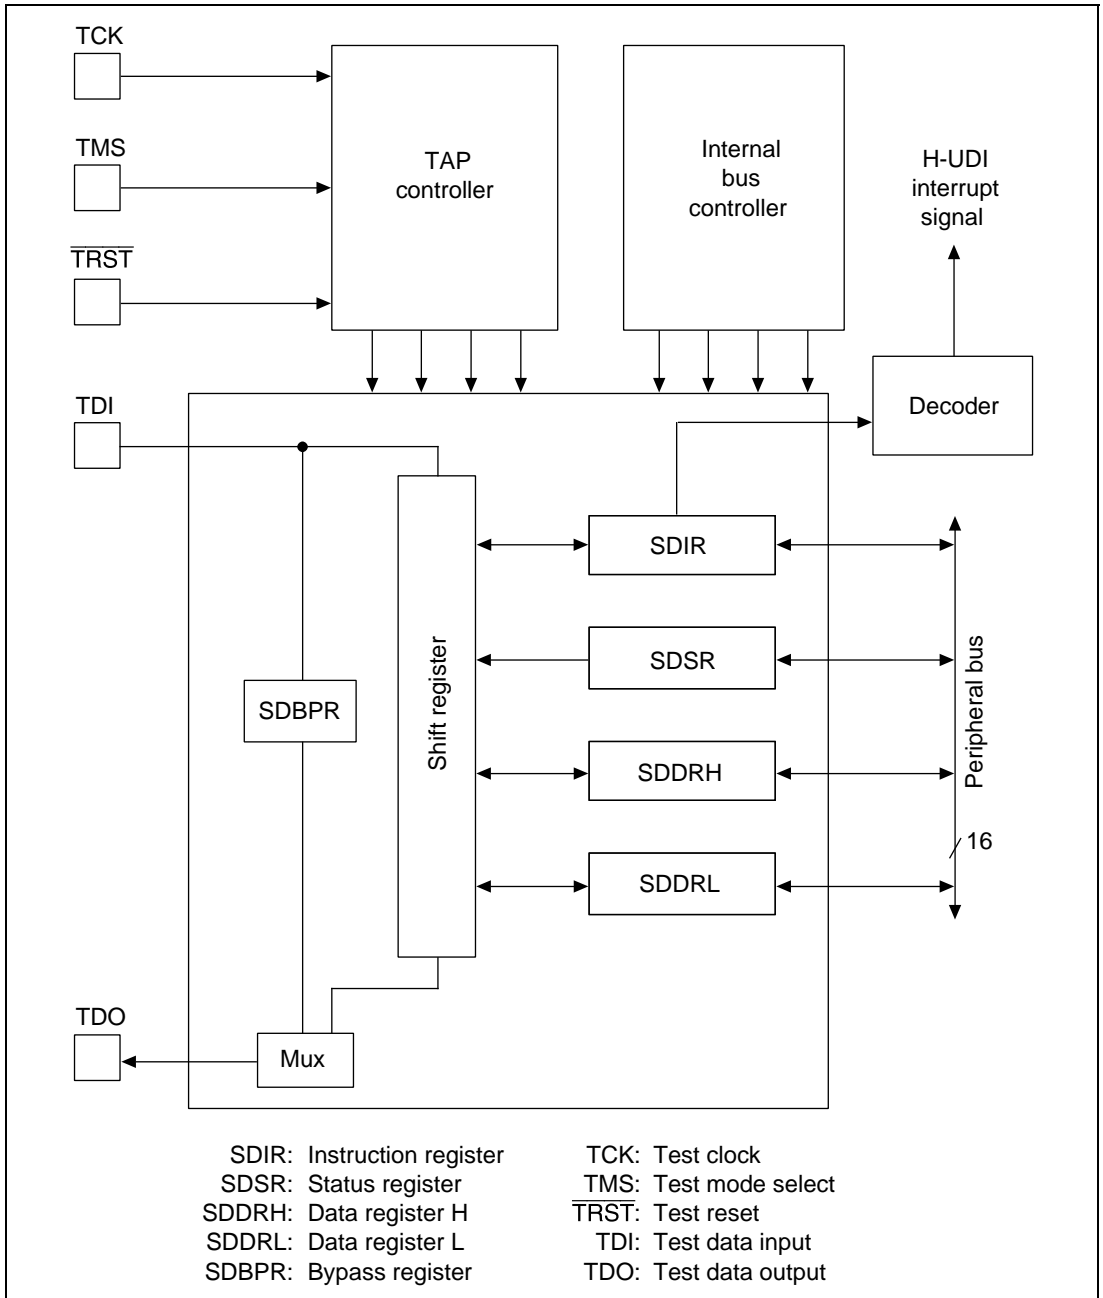 TCK
TMS
T̅R̅S̅T̅
TAP
controller
Internal
bus
controller
H-UDI
interrupt
signal
TDI
Decoder
SDIR
SDSR
SDBPR
Shift register
SDDRH
Peripheral bus
16
SDDRL
TDO
Mux
SDIR: Instruction register
SDSR: Status register
SDDRH: Data register H
SDDRL: Data register L
SDBPR: Bypass register
TCK: Test clock
TMS: Test mode select
T̅R̅S̅T̅: Test reset
TDI: Test data input
TDO: Test data output